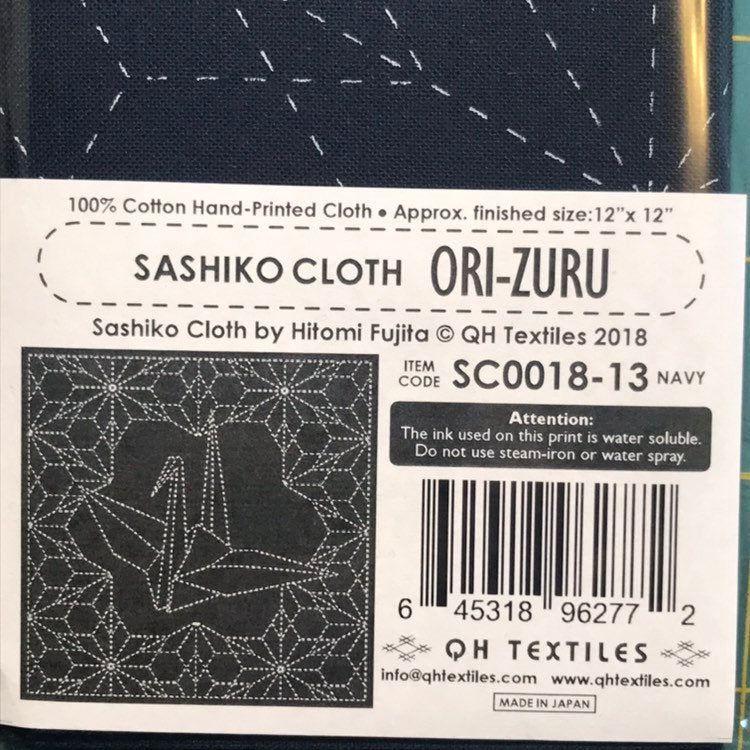 100% Cotton Hand-Printed Cloth • Approx. finished size:12”x 12”
SASHIKO CLOTH ORI-ZURU
Sashiko Cloth by Hitomi Fujita © QH Textiles 2018
ITEM CODE SC0018-13 NAVY
Attention:
The ink used on this print is water soluble.
Do not use steam-iron or water spray.
6 45318 96277 2
QH TEXTILES
info@qhtextiles.com www.qhtextiles.com
MADE IN JAPAN